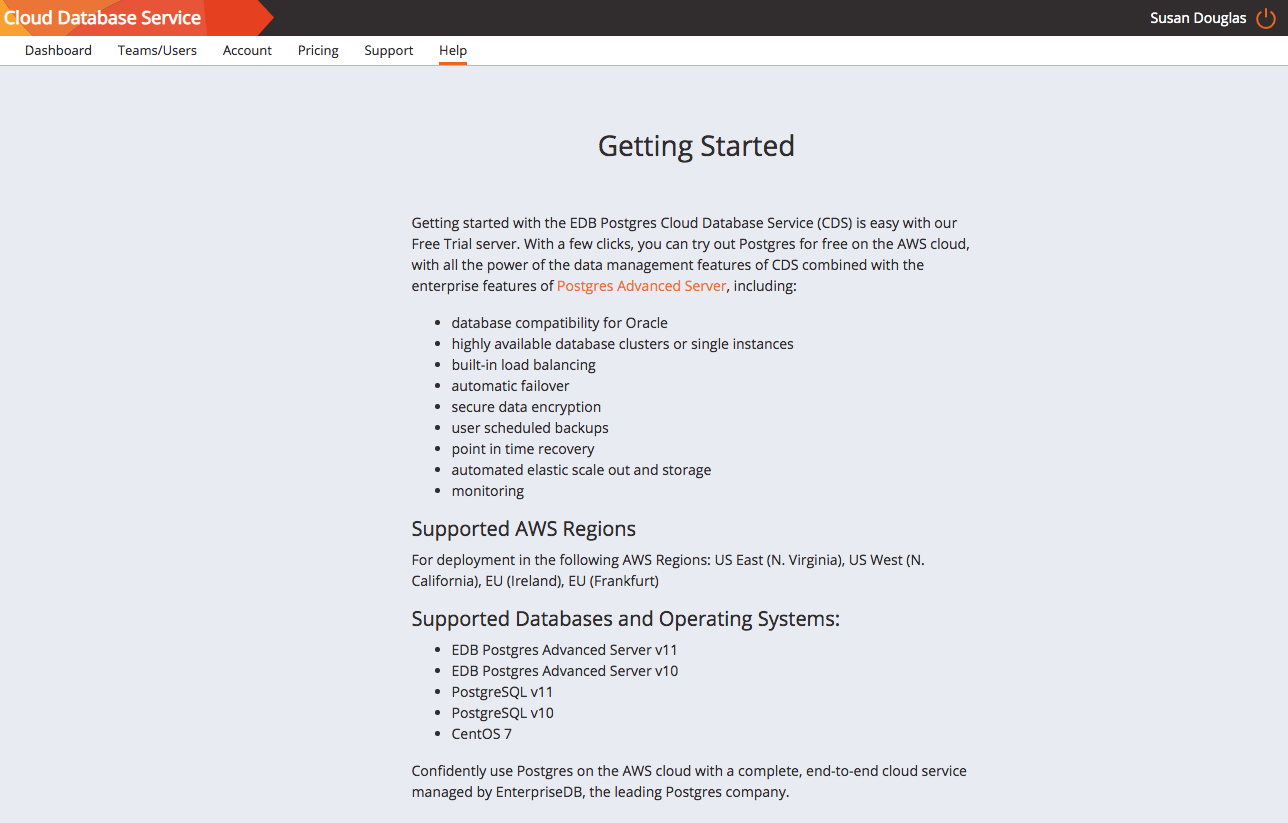 Cloud Database Service
Susan Douglas
Dashboard Teams/Users Account Pricing Support Help
Getting Started
Getting started with the EDB Postgres Cloud Database Service (CDS) is easy with our
Free Trial server. With a few clicks, you can try out Postgres for free on the AWS cloud,
with all the power of the data management features of CDS combined with the
enterprise features of Postgres Advanced Server, including:
• database compatibility for Oracle
• highly available database clusters or single instances
• built-in load balancing
• automatic failover
• secure data encryption
• user scheduled backups
• point in time recovery
• automated elastic scale out and storage
• monitoring
Supported AWS Regions
For deployment in the following AWS Regions: US East (N. Virginia), US West (N.
California), EU (Ireland), EU (Frankfurt)
Supported Databases and Operating Systems:
• EDB Postgres Advanced Server v11
• EDB Postgres Advanced Server v10
• PostgreSQL v11
• PostgreSQL v10
• CentOS 7
Confidently use Postgres on the AWS cloud with a complete, end-to-end cloud service
managed by EnterpriseDB, the leading Postgres company.